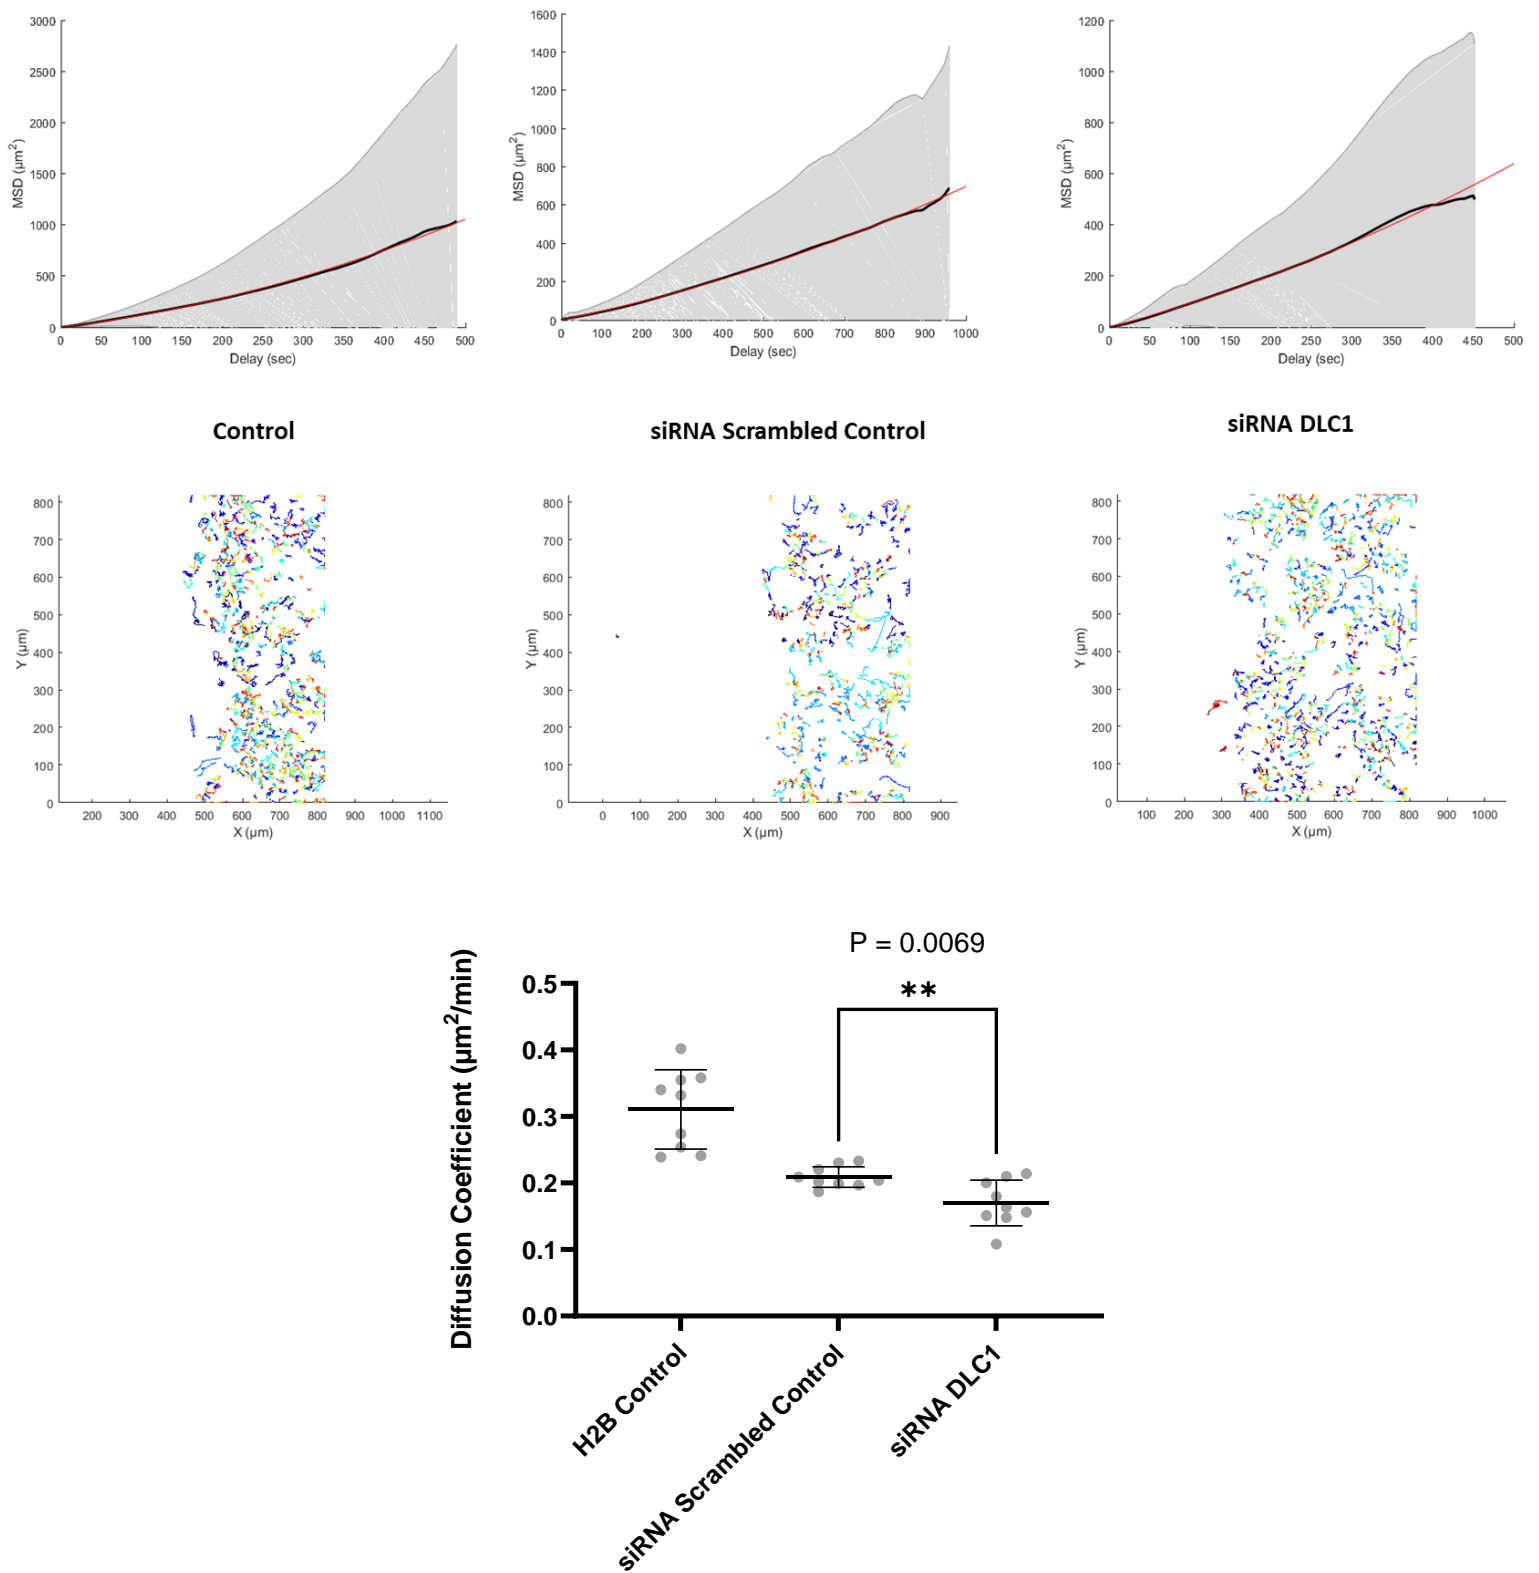 3000
2500
2000
1500
1000
500
0
MSD (µm²)
0 50 100 150 200 250 300 350 400 450 500
Delay (sec)
1600
1400
1200
1000
800
600
400
200
0
MSD (µm²)
0 100 200 300 400 500 600 700 800 900 1000
Delay (sec)
1200
1000
800
600
400
200
0
MSD (µm²)
0 50 100 150 200 250 300 350 400 450 500
Delay (sec)
Control
siRNA Scrambled Control
siRNA DLC1
800
700
600
500
400
300
200
100
0
Y (µm)
200 300 400 500 600 700 800 900 1000 1100
X (µm)
800
700
600
500
400
300
200
100
0
Y (µm)
0 100 200 300 400 500 600 700 800 900
X (µm)
800
700
600
500
400
300
200
100
0
Y (µm)
100 200 300 400 500 600 700 800 900 1000
X (µm)
P = 0.0069
**
0.5
0.4
0.3
0.2
0.1
0.0
Diffusion Coefficient (µm²/min)
H2B Control
siRNA Scrambled Control
siRNA DLC1